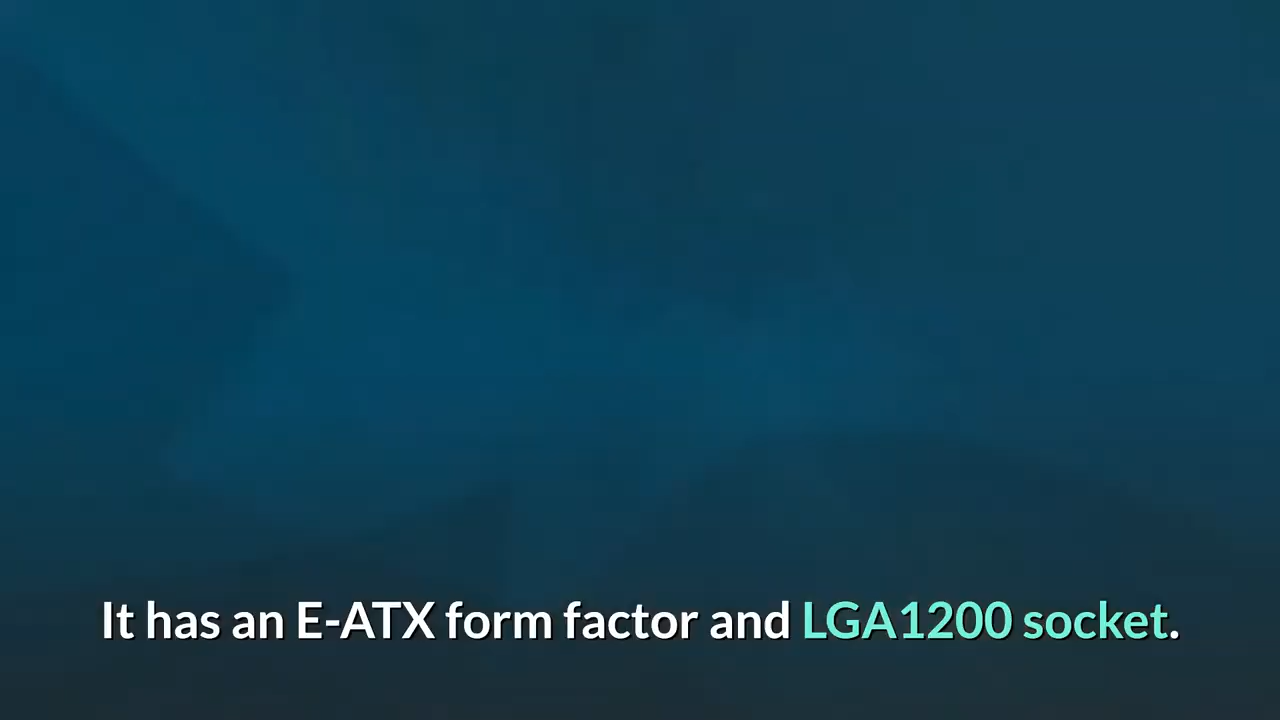 It has an E-ATX form factor and LGA1200 socket.